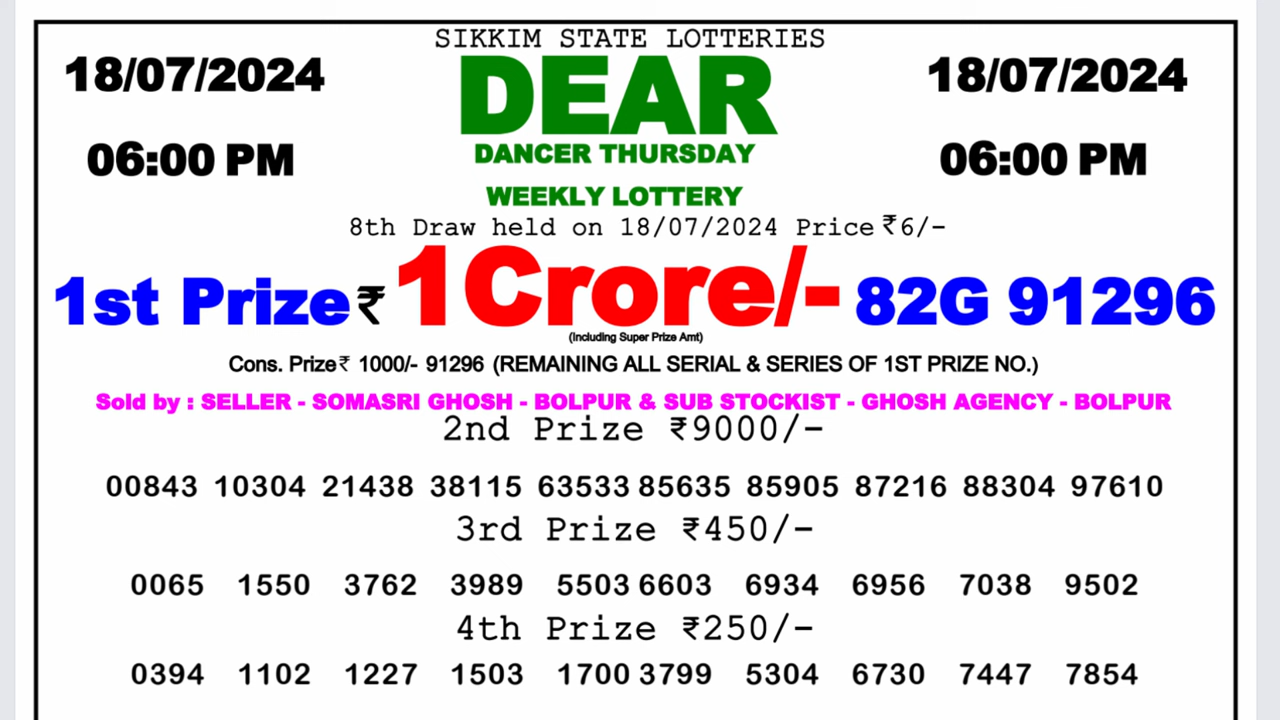 SIKKIM STATE LOTTERIES
18/07/2024 DEAR 18/07/2024
DANCER THURSDAY
06:00 PM 06:00 PM
WEEKLY LOTTERY
8th Draw held on 18/07/2024 Price ₹6/-
1st Prize ₹ 1Crore/- 82G 91296
(Including Super Prize Amt)
Cons. Prize ₹ 1000/- 91296 (REMAINING ALL SERIAL & SERIES OF 1ST PRIZE NO.)
Sold by : SELLER - SOMASRI GHOSH - BOLPUR & SUB STOCKIST - GHOSH AGENCY - BOLPUR
2nd Prize ₹9000/-
00843 10304 21438 38115 63533 85635 85905 87216 88304 97610
3rd Prize ₹450/-
0065 1550 3762 3989 5503 6603 6934 6956 7038 9502
4th Prize ₹250/-
0394 1102 1227 1503 1700 3799 5304 6730 7447 7854